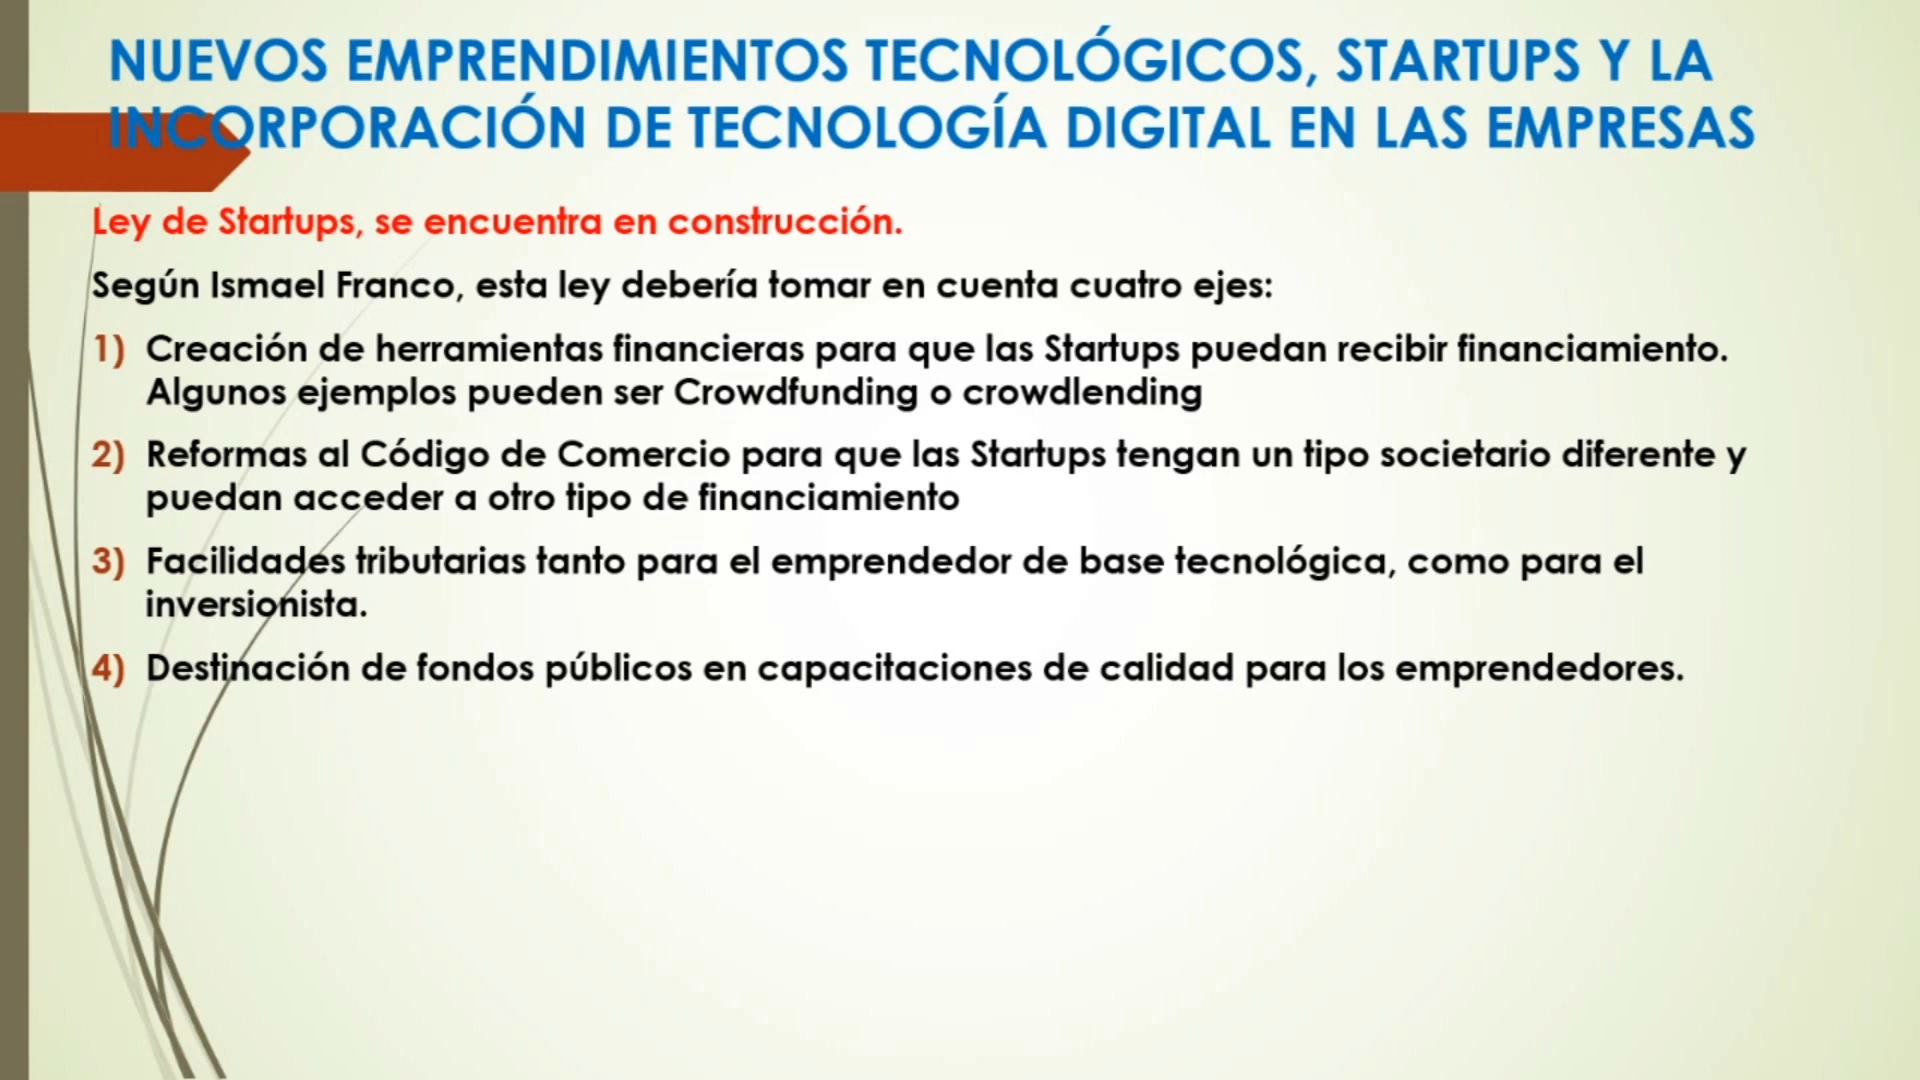 NUEVOS EMPRENDIMIENTOS TECNOLÓGICOS, STARTUPS Y LA
INCORPORACIÓN DE TECNOLOGÍA DIGITAL EN LAS EMPRESAS
Ley de Startups, se encuentra en construcción.
Según Ismael Franco, esta ley debería tomar en cuenta cuatro ejes:
1) Creación de herramientas financieras para que las Startups puedan recibir financiamiento.
Algunos ejemplos pueden ser Crowdfunding o crowdlending
2) Reformas al Código de Comercio para que las Startups tengan un tipo societario diferente y
puedan acceder a otro tipo de financiamiento
3) Facilidades tributarias tanto para el emprendedor de base tecnológica, como para el
inversionista.
4) Destinación de fondos públicos en capacitaciones de calidad para los emprendedores.